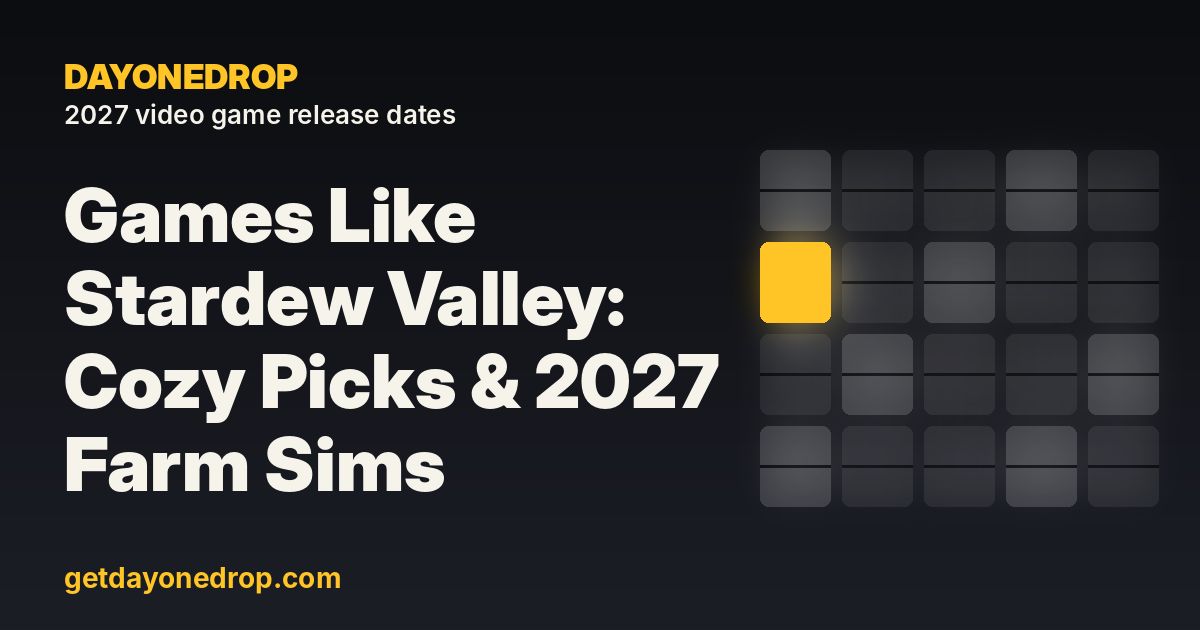 DAYONEDROP
2027 video game release dates
Games Like
Stardew Valley:
Cozy Picks & 2027
Farm Sims
getdayonedrop.com